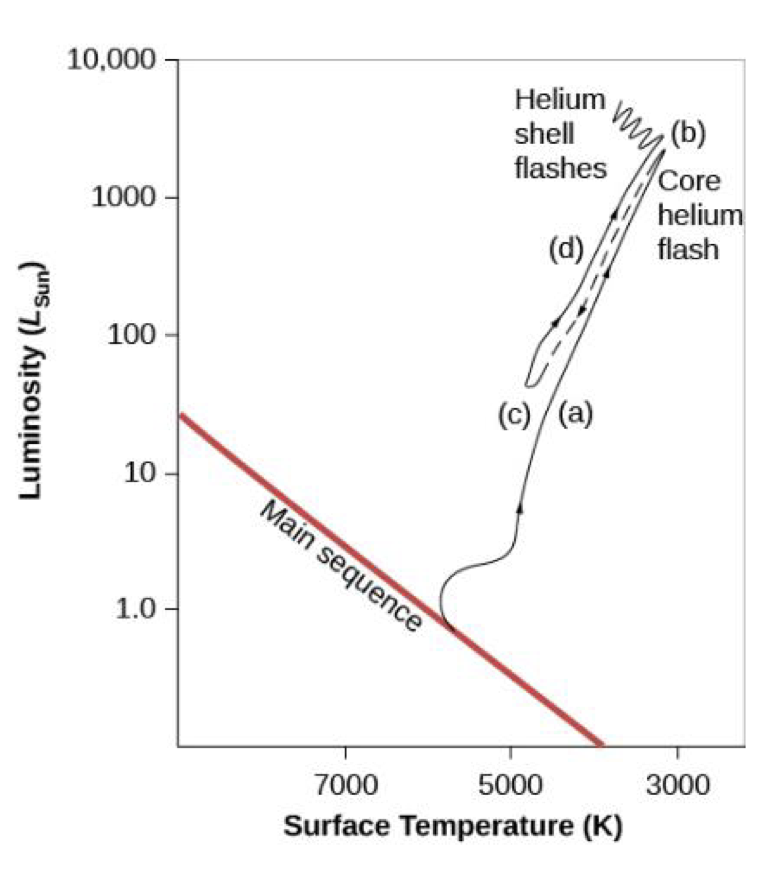 10,000
Helium
shell
flashes
(b)
1000
Core
helium
flash
(d)
Luminosity (LSun)
100
(c)
(a)
10
Main sequence
1.0
7000
5000
3000
Surface Temperature (K)